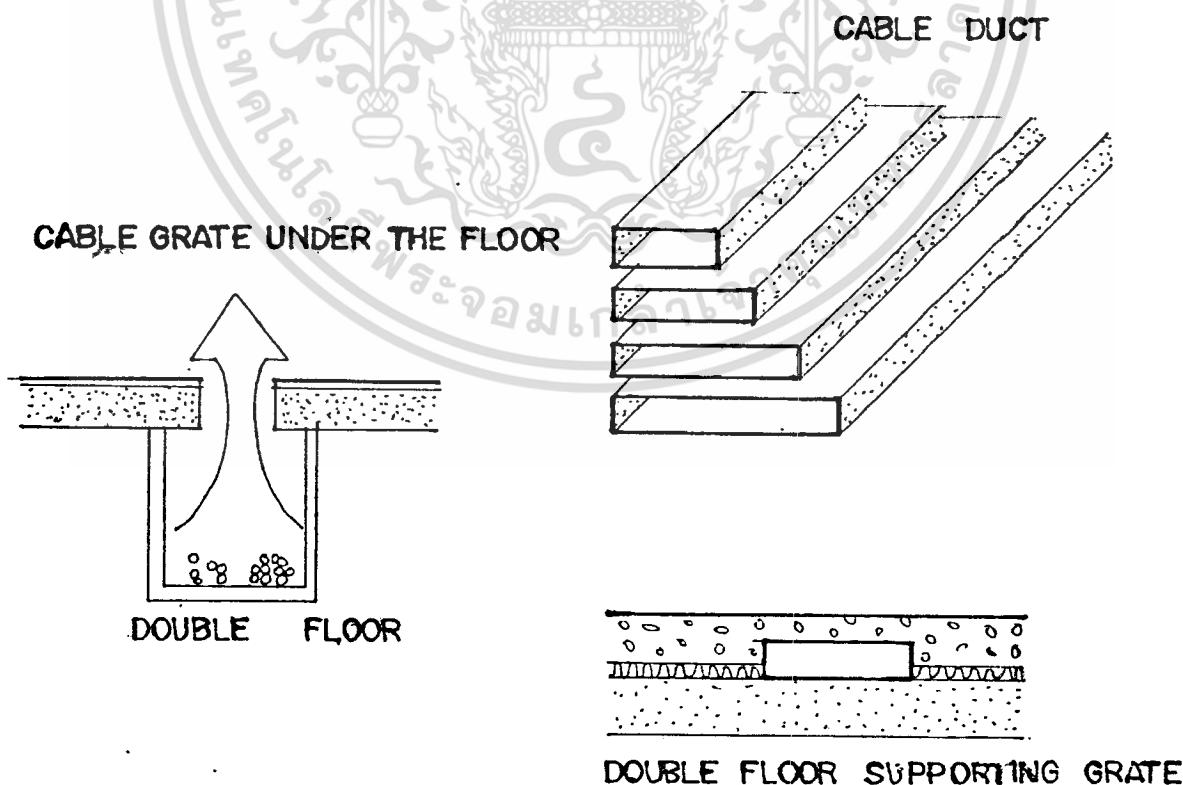 CABLE DUCT
CABLE GRATE UNDER THE FLOOR
DOUBLE FLOOR
DOUBLE FLOOR SUPPORTING GRATE